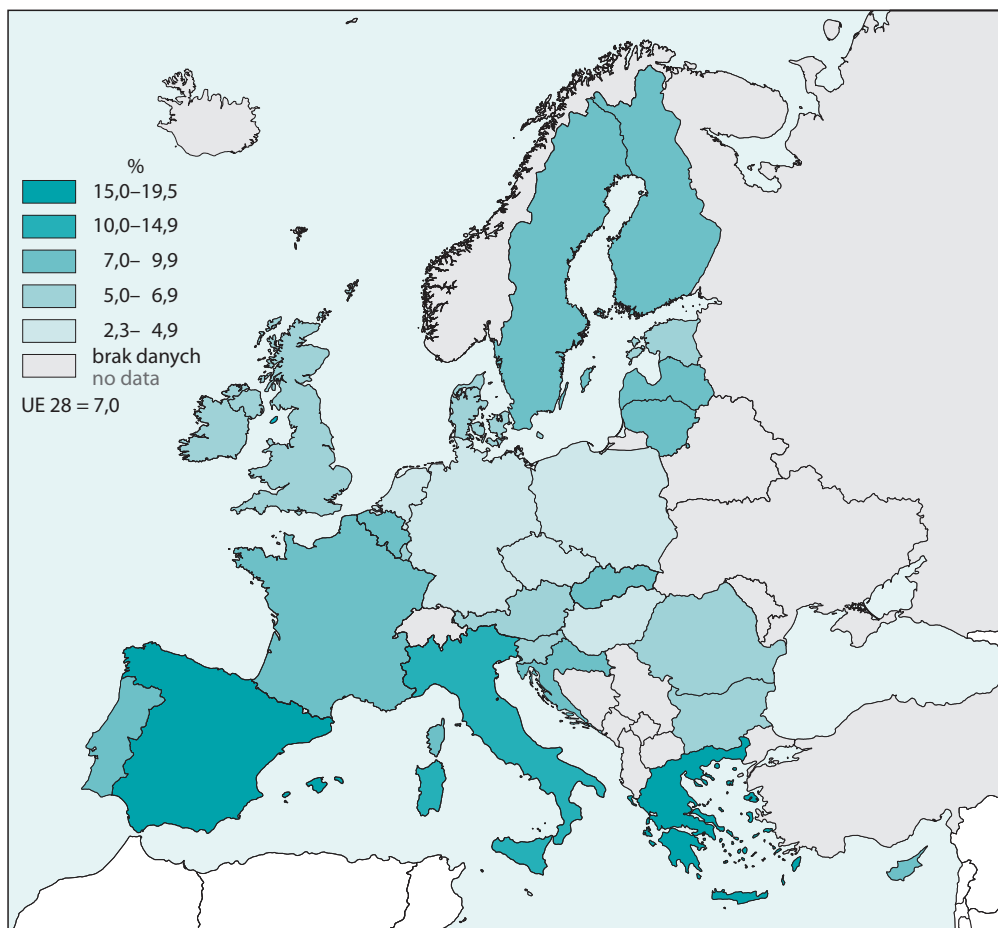 %
15,0–19,5
10,0–14,9
7,0– 9,9
5,0– 6,9
2,3– 4,9
brak danych
no data
UE 28 = 7,0